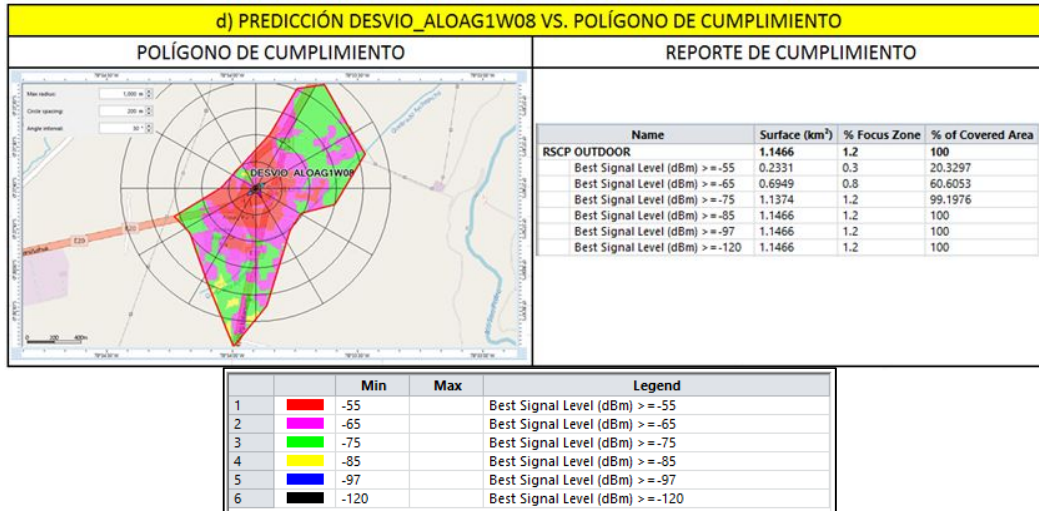 d) PREDICCIÓN DESVIO_ALOAG1W08 VS. POLÍGONO DE CUMPLIMIENTO
POLÍGONO DE CUMPLIMIENTO REPORTE DE CUMPLIMIENTO
Max radius: 1,000 m
Circle spacing: 200 m
Angle interval: 30 °
DESVIO_ALOAG1W08
E20
E20
Name Surface (km²) % Focus Zone % of Covered Area
RSCP OUTDOOR 1.1466 1.2 100
Best Signal Level (dBm) >=-55 0.2331 0.3 20.3297
Best Signal Level (dBm) >=-65 0.6949 0.8 60.6053
Best Signal Level (dBm) >=-75 1.1374 1.2 99.1976
Best Signal Level (dBm) >=-85 1.1466 1.2 100
Best Signal Level (dBm) >=-97 1.1466 1.2 100
Best Signal Level (dBm) >=-120 1.1466 1.2 100
Min Max Legend
1 -55 Best Signal Level (dBm) >=-55
2 -65 Best Signal Level (dBm) >=-65
3 -75 Best Signal Level (dBm) >=-75
4 -85 Best Signal Level (dBm) >=-85
5 -97 Best Signal Level (dBm) >=-97
6 -120 Best Signal Level (dBm) >=-120